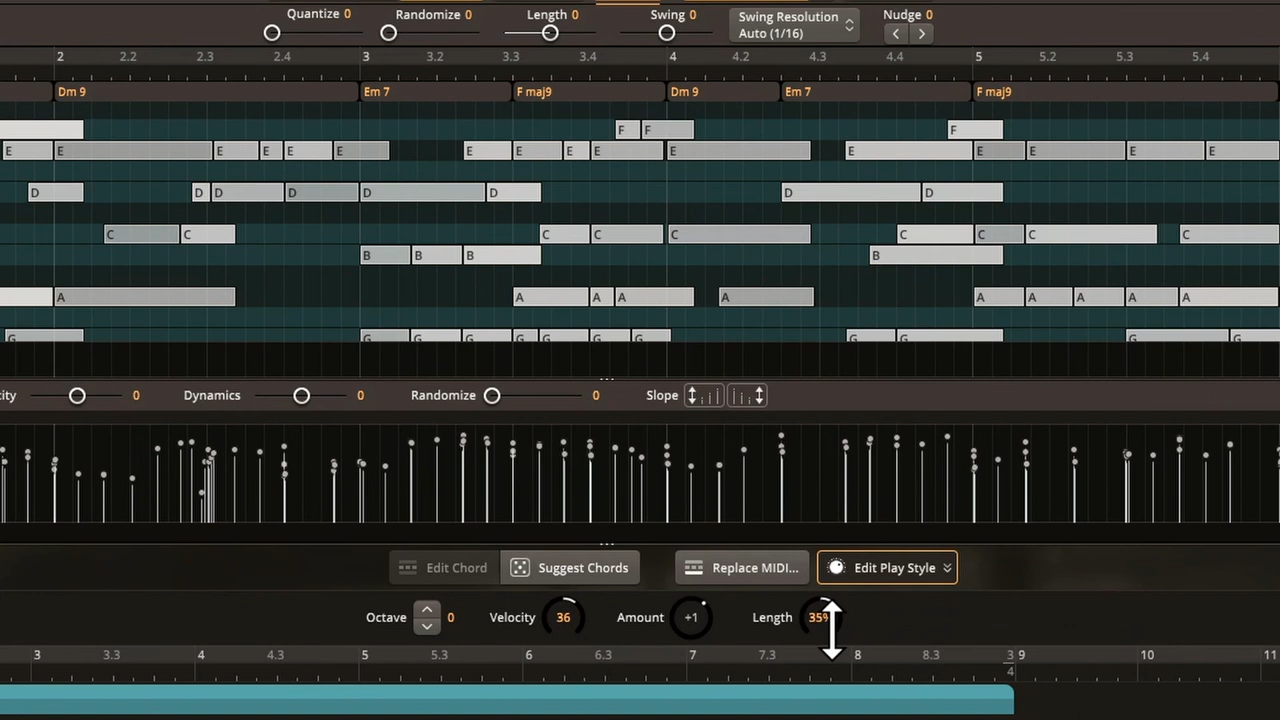 Quantize 0 Randomize 0 Length 0 Swing 0 Swing Resolution Auto (1/16) Nudge 0
2 2.2 2.3 2.4 3 3.2 3.3 3.4 4 4.2 4.3 4.4 5 5.2 5.3 5.4
Dm 9 Em 7 F maj9 Dm 9 Em 7 F maj9
F F F
E E E E E E E E E E E E E E E E
D D D D D D D D
C C C C C C C C C
B B B B
A A A A A A A A A A
G G G G G G G G G G G G
city 0 Dynamics 0 Randomize 0 Slope
Edit Chord Suggest Chords Replace MIDI... Edit Play Style
Octave 0 Velocity 36 Amount +1 Length 35%
3 3.3 4 4.3 5 5.3 6 6.3 7 7.3 8 8.3 3/4 9 10 11